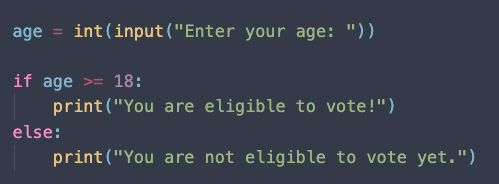 age = int(input("Enter your age: "))

if age >= 18:
    print("You are eligible to vote!")
else:
    print("You are not eligible to vote yet.")